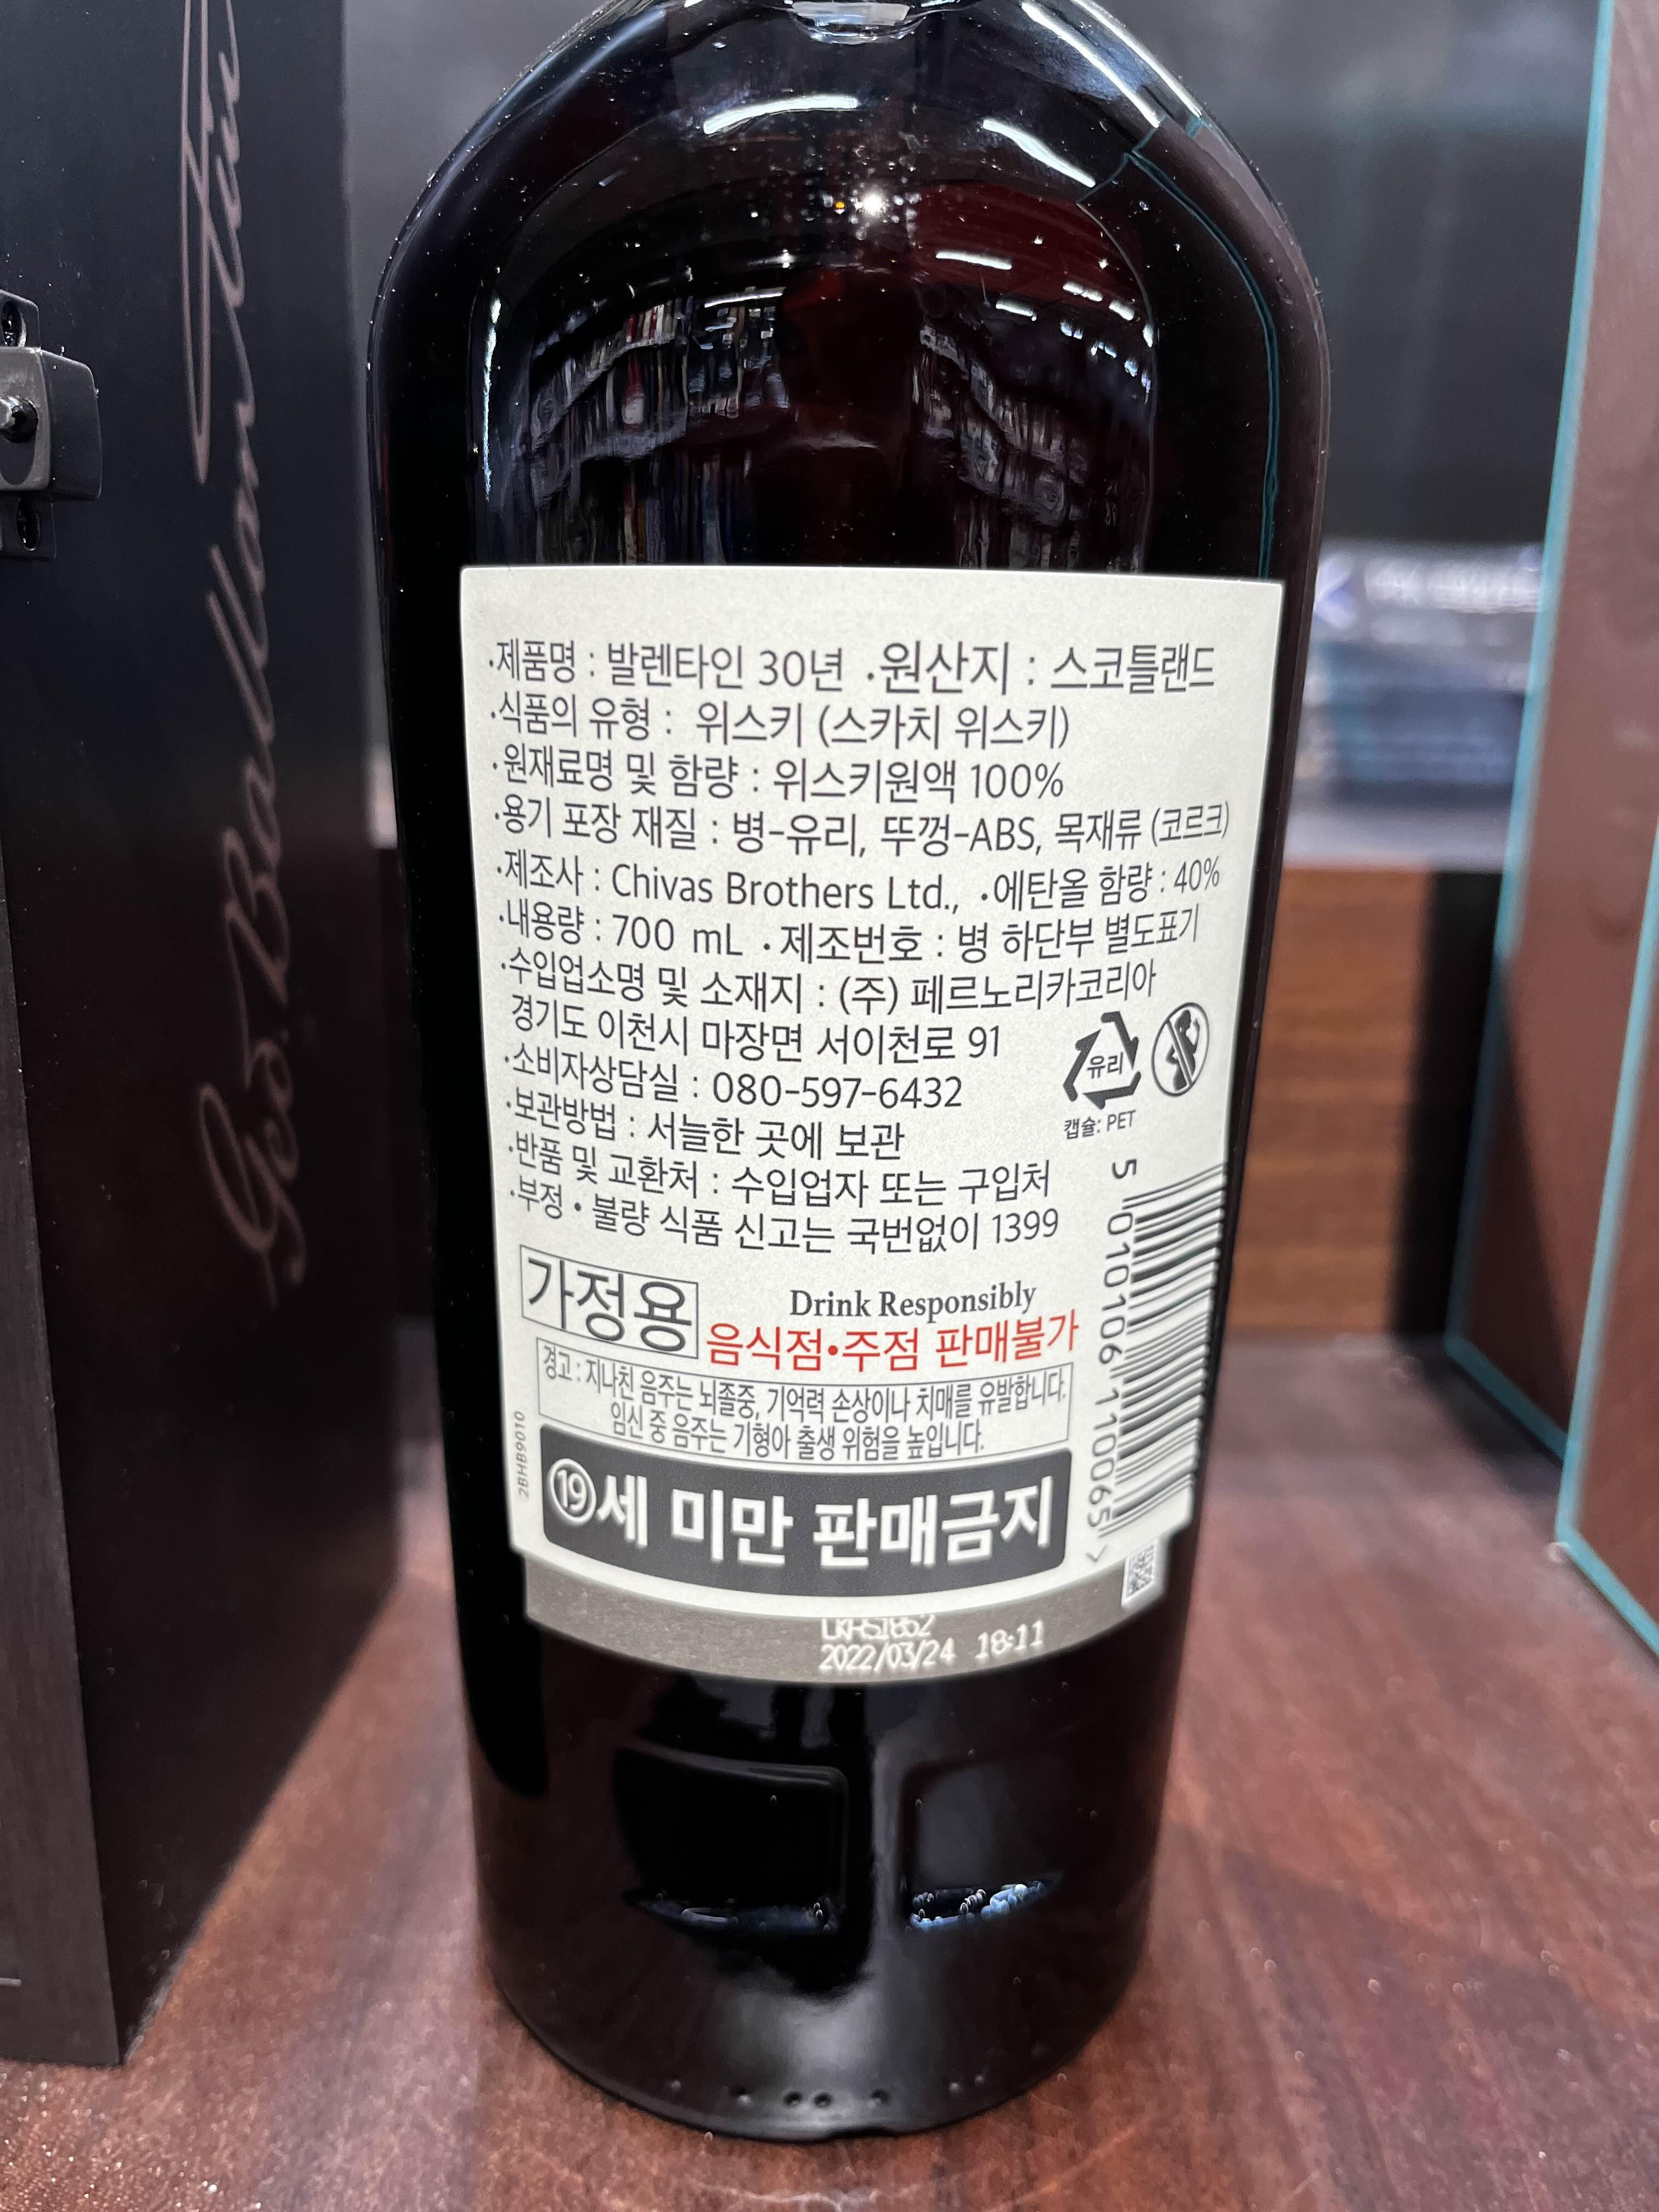 Geo. Ballantine
·제품명 : 발렌타인 30년 ·원산지 : 스코틀랜드
·식품의 유형 : 위스키 (스카치 위스키)
·원재료명 및 함량 : 위스키원액 100%
·용기 포장 재질 : 병-유리, 뚜껑-ABS, 목재류 (코르크)
·제조사 : Chivas Brothers Ltd., ·에탄올 함량 : 40%
·내용량 : 700 mL ·제조번호 : 병 하단부 별도표기
·수입업소명 및 소재지 : (주) 페르노리카코리아
경기도 이천시 마장면 서이천로 91
·소비자상담실 : 080-597-6432
·보관방법 : 서늘한 곳에 보관
·반품 및 교환처 : 수입업자 또는 구입처
·부정·불량 식품 신고는 국번없이 1399
유리
캡슐: PET
5 010106 110065 >
가정용
Drink Responsibly
음식점•주점 판매불가
경고 : 지나친 음주는 뇌졸중, 기억력 손상이나 치매를 유발합니다.
임신 중 음주는 기형아 출생 위험을 높입니다.
2BHB9010
⑲세 미만 판매금지
2022/03/24 18:11